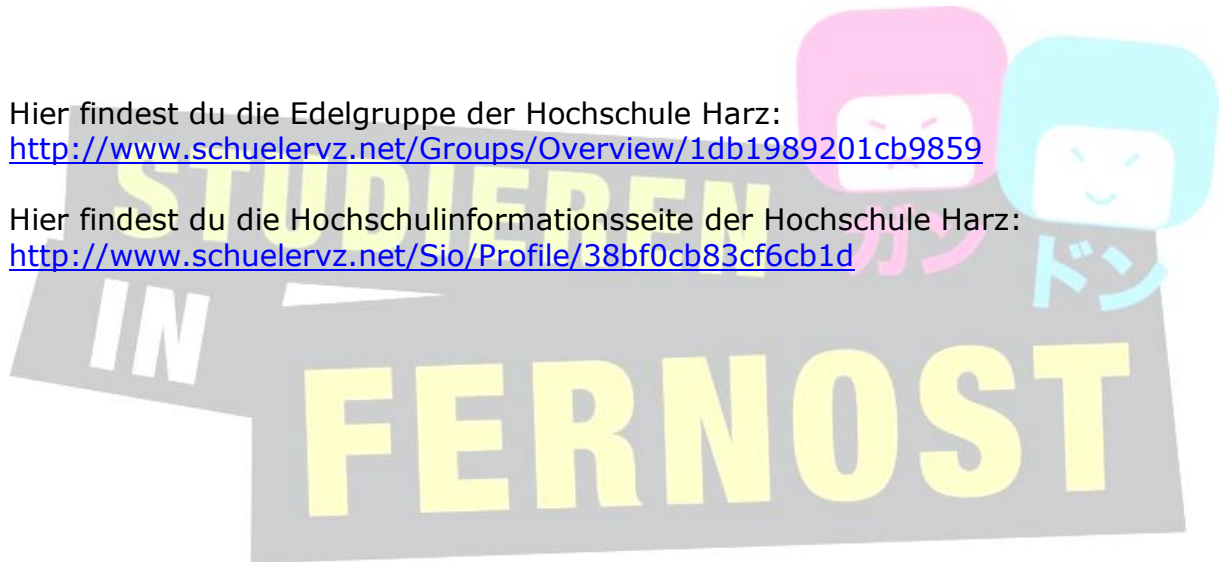 Hier findest du die Edelgruppe der Hochschule Harz:
http://www.schuelervz.net/Groups/Overview/1db1989201cb9859
Hier findest du die Hochschulinformationsseite der Hochschule Harz:
http://www.schuelervz.net/Sio/Profile/38bf0cb83cf6cb1d
STUDIEREN
IN
FERNOST
ガン
ドン